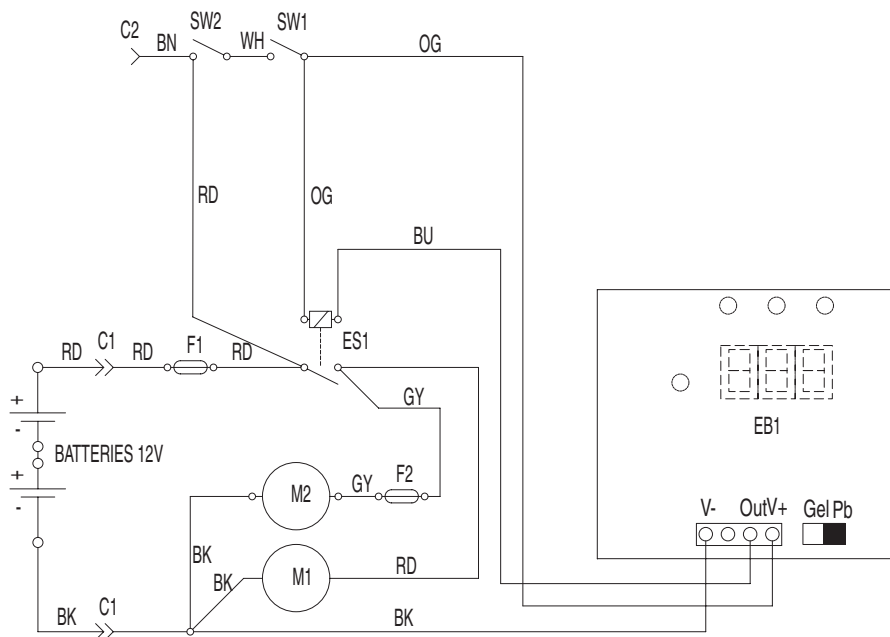 C2
BN
SW2
WH
SW1
OG
RD
OG
BU
RD
C1
RD
F1
RD
ES1
GY
+
-
BATTERIES 12V
+
-
M2
GY
F2
EB1
V-
OutV+
Gel Pb
BK
BK
M1
RD
BK
C1
BK